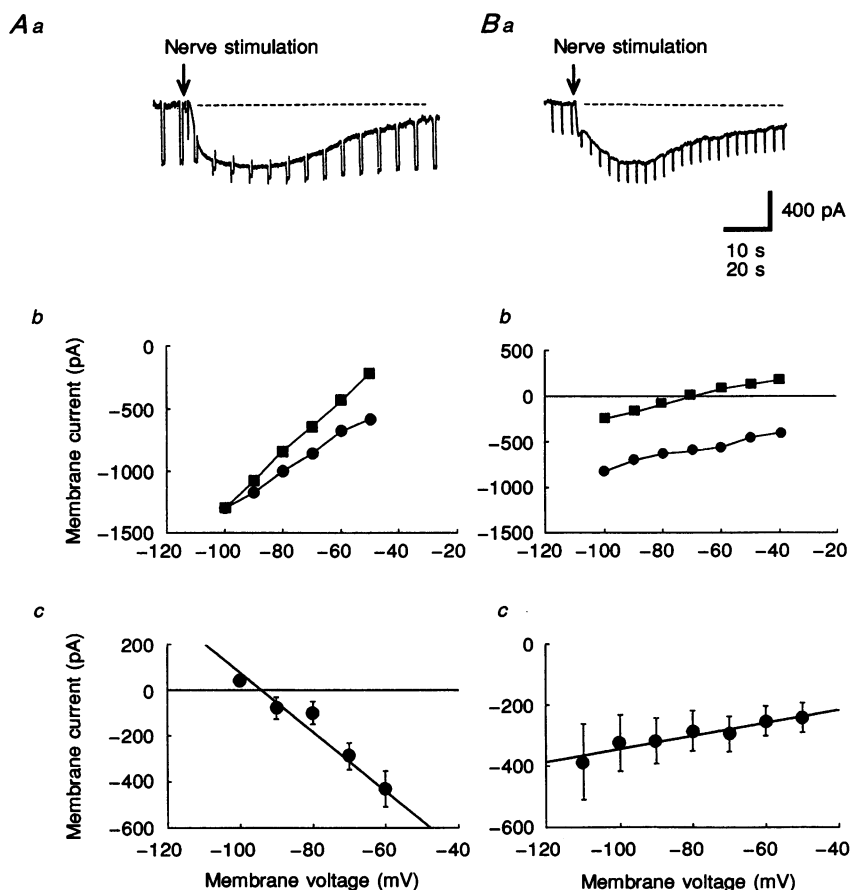 A a
B a
Nerve stimulation
Nerve stimulation
400 pA
10 s
20 s
b
b
Membrane current (pA)
0
-500
-1000
-1500
-120 -100 -80 -60 -40 -20
500
0
-500
-1000
-1500
-120 -100 -80 -60 -40 -20
c
c
Membrane current (pA)
200
0
-200
-400
-600
-120 -100 -80 -60 -40
Membrane voltage (mV)
0
-200
-400
-600
-120 -100 -80 -60 -40
Membrane voltage (mV)